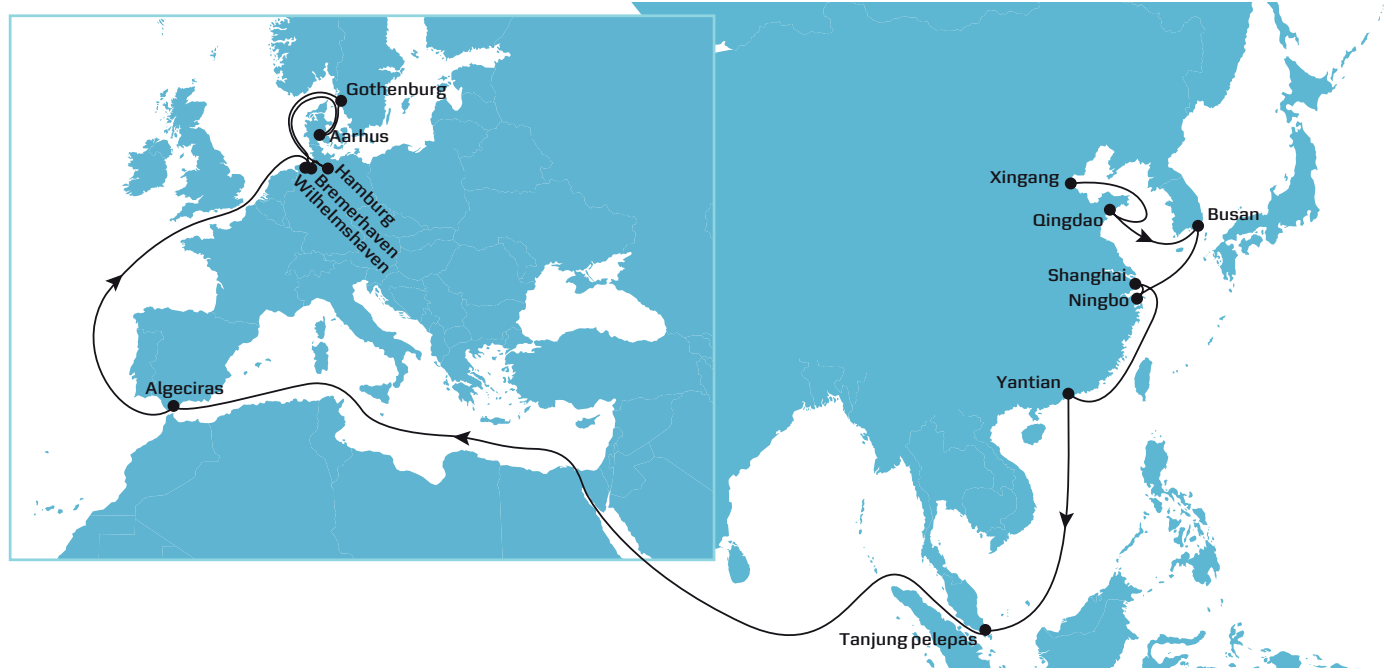 Gothenburg
Aarhus
Hamburg
Bremerhaven
Wilhelmshaven
Algeciras
Xingang
Qingdao
Busan
Shanghai
Ningbo
Yantian
Tanjung pelepas